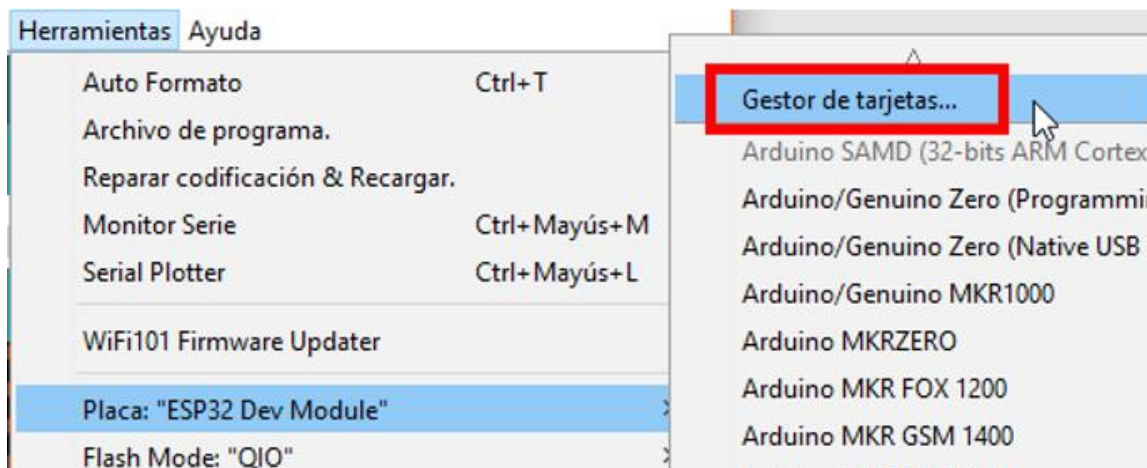 Herramientas Ayuda
Auto Formato Ctrl+T
Archivo de programa.
Reparar codificación & Recargar.
Monitor Serie Ctrl+Mayús+M
Serial Plotter Ctrl+Mayús+L
WiFi101 Firmware Updater
Placa: "ESP32 Dev Module"
Flash Mode: "QIO"
Gestor de tarjetas...
Arduino SAMD (32-bits ARM Cortex
Arduino/Genuino Zero (Programmi
Arduino/Genuino Zero (Native USB
Arduino/Genuino MKR1000
Arduino MKRZERO
Arduino MKR FOX 1200
Arduino MKR GSM 1400